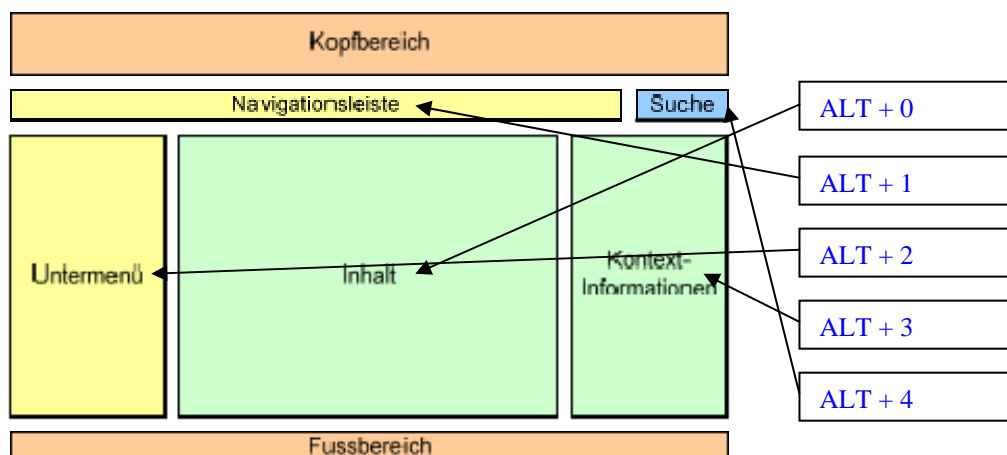 Kopfbereich
Navigationsleiste
Suche
ALT + 0
ALT + 1
Untermenü
Inhalt
Kontext-
Informationen
ALT + 2
ALT + 3
ALT + 4
Fussbereich